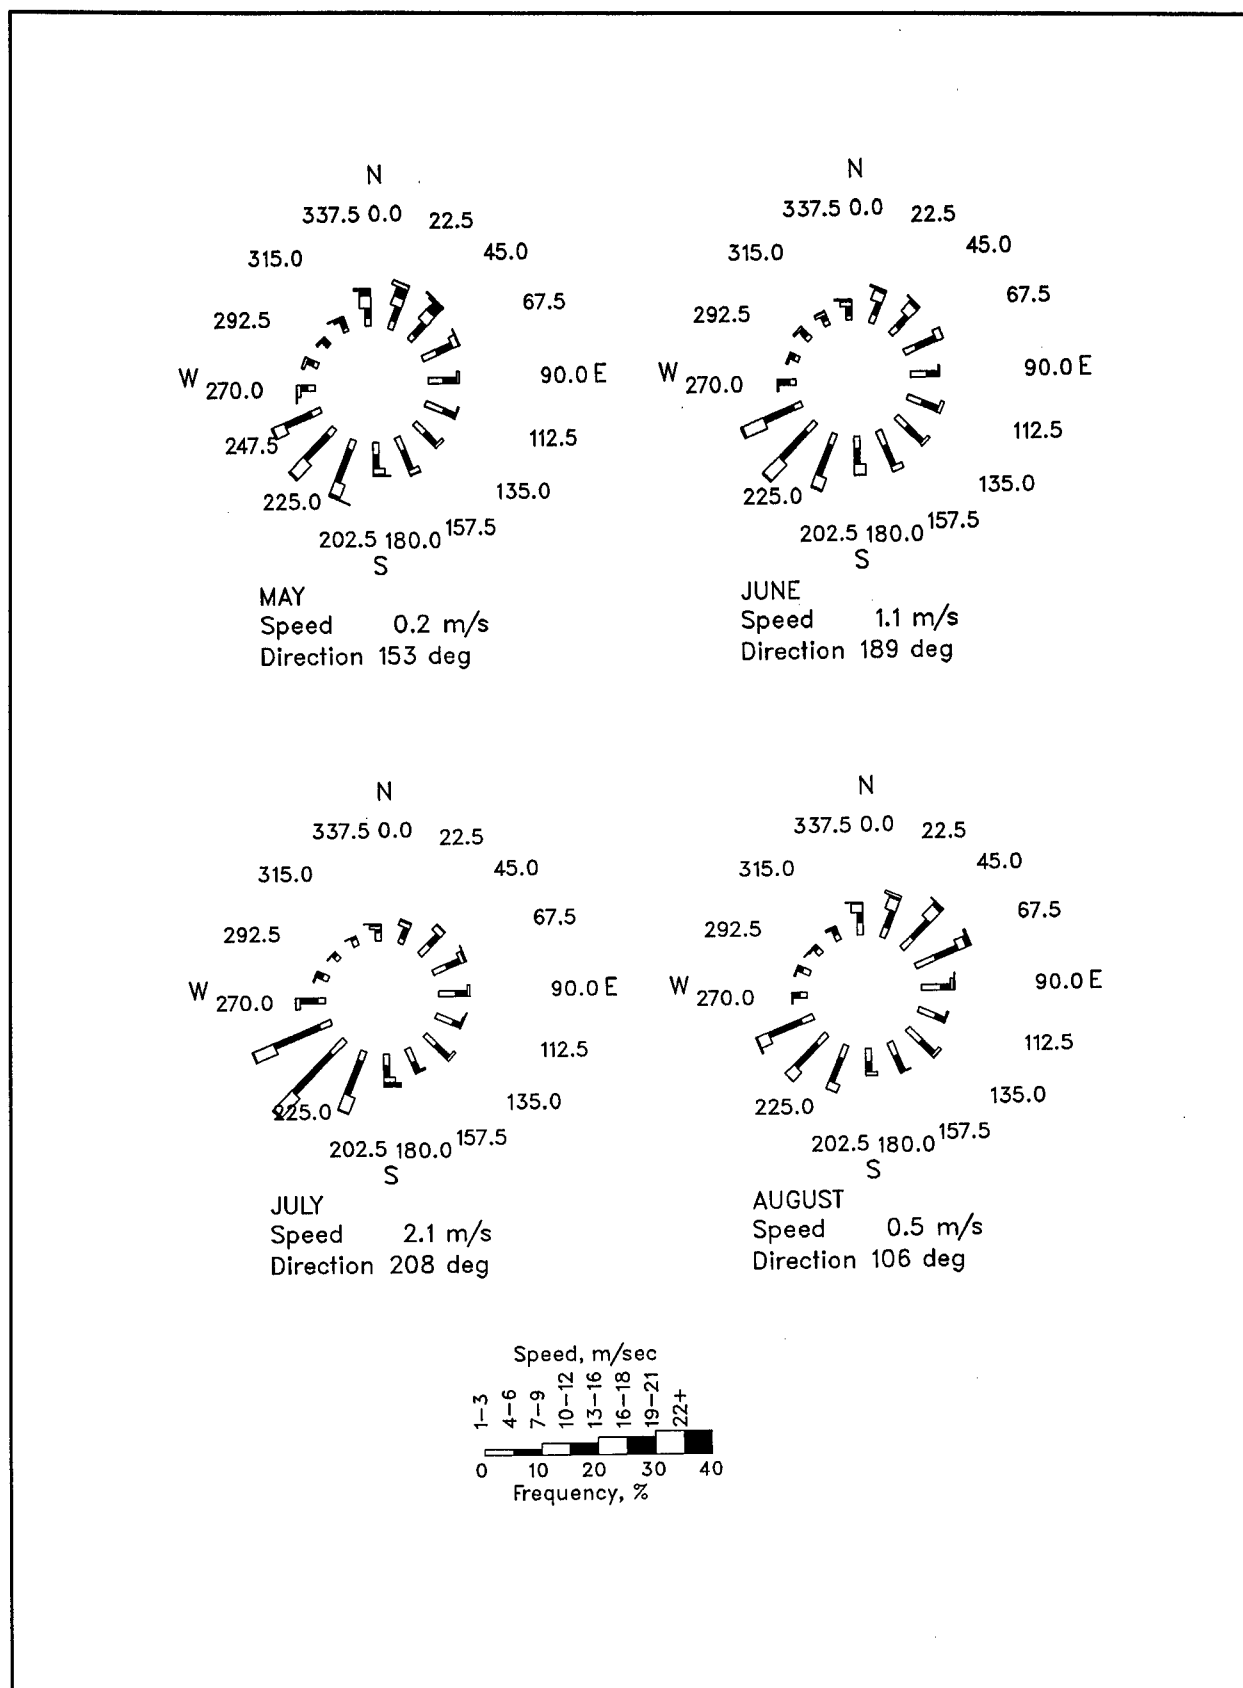 N
337.5 0.0 22.5
315.0 45.0
292.5 67.5
W 270.0 90.0 E
247.5 112.5
225.0 135.0
202.5 180.0 157.5
S
MAY
Speed 0.2 m/s
Direction 153 deg
N
337.5 0.0 22.5
315.0 45.0
292.5 67.5
W 270.0 90.0 E
112.5
225.0 135.0
202.5 180.0 157.5
S
JUNE
Speed 1.1 m/s
Direction 189 deg
N
337.5 0.0 22.5
315.0 45.0
292.5 67.5
W 270.0 90.0 E
112.5
225.0 135.0
202.5 180.0 157.5
S
JULY
Speed 2.1 m/s
Direction 208 deg
N
337.5 0.0 22.5
315.0 45.0
292.5 67.5
W 270.0 90.0 E
112.5
225.0 135.0
202.5 180.0 157.5
S
AUGUST
Speed 0.5 m/s
Direction 106 deg
Speed, m/sec
1-3 4-6 7-9 10-12 13-16 16-18 19-21 22+
0 10 20 30 40
Frequency, %